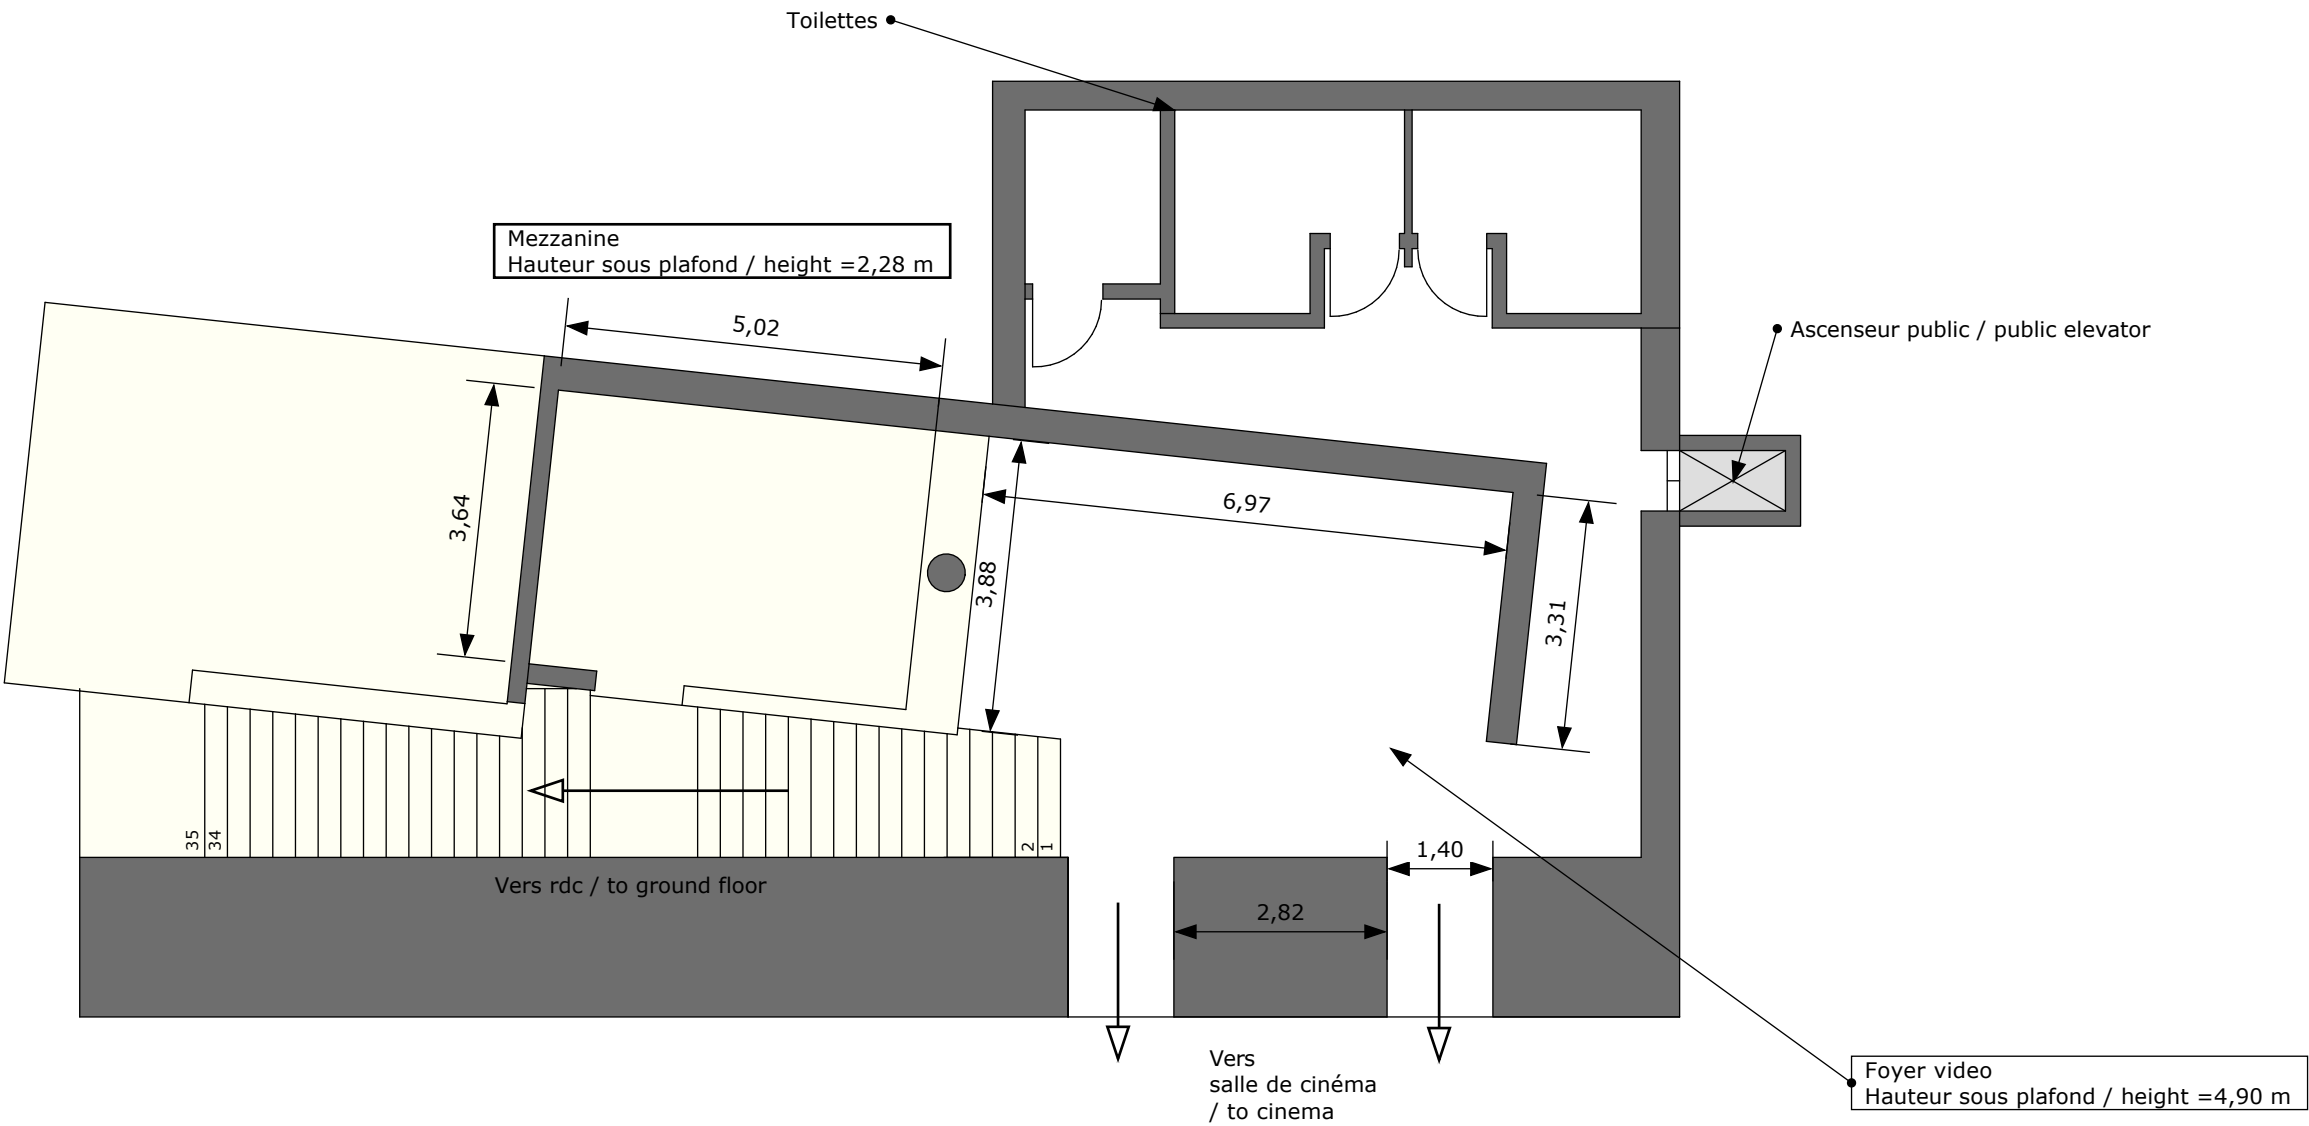 Toilettes
Mezzanine
Hauteur sous plafond / height =2,28 m
5,02
Ascenseur public / public elevator
3,64
6,97
3,88
3,31
35
34
2
1
1,40
Vers rdc / to ground floor
2,82
Vers
salle de cinéma
/ to cinema
Foyer video
Hauteur sous plafond / height =4,90 m